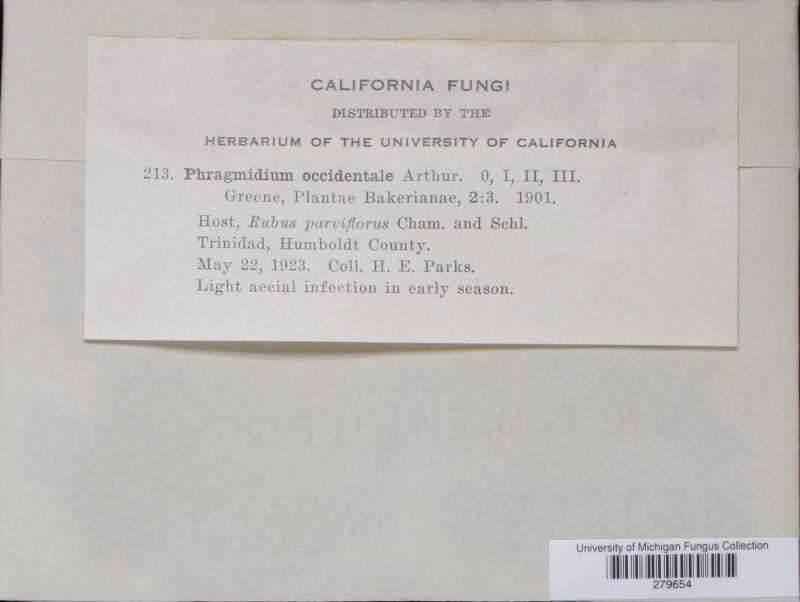 CALIFORNIA FUNGI
DISTRIBUTED BY THE
HERBARIUM OF THE UNIVERSITY OF CALIFORNIA
213. Phragmidium occidentale Arthur. 0, I, II, III.
Greene, Plantae Bakerianae, 2:3. 1901.
Host, Rubus parviflorus Cham. and Schl.
Trinidad, Humboldt County.
May 22, 1923. Coll. H. E. Parks.
Light aecial infection in early season.
University of Michigan Fungus Collection
279654